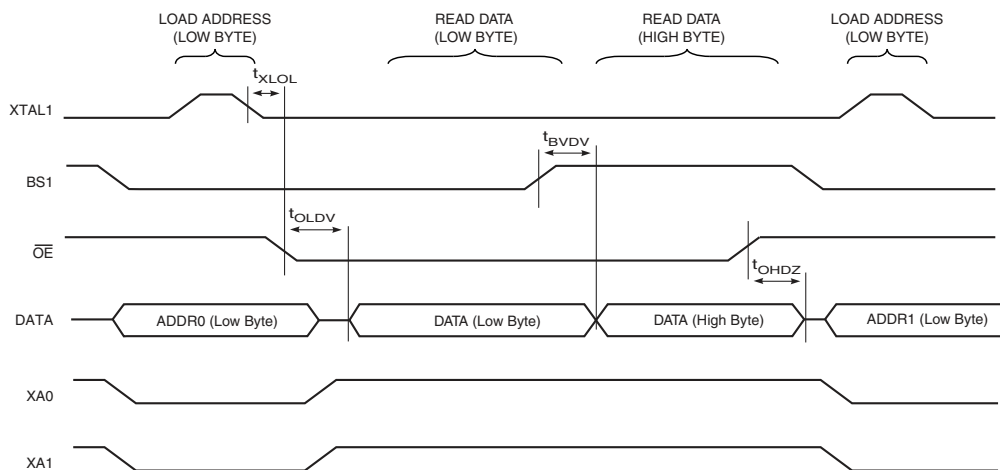 LOAD ADDRESS
(LOW BYTE)
READ DATA
(LOW BYTE)
READ DATA
(HIGH BYTE)
LOAD ADDRESS
(LOW BYTE)
tXLOL
XTAL1
tBVDV
BS1
tOLDV
OE
tOHDZ
DATA
ADDR0 (Low Byte)
DATA (Low Byte)
DATA (High Byte)
ADDR1 (Low Byte)
XA0
XA1